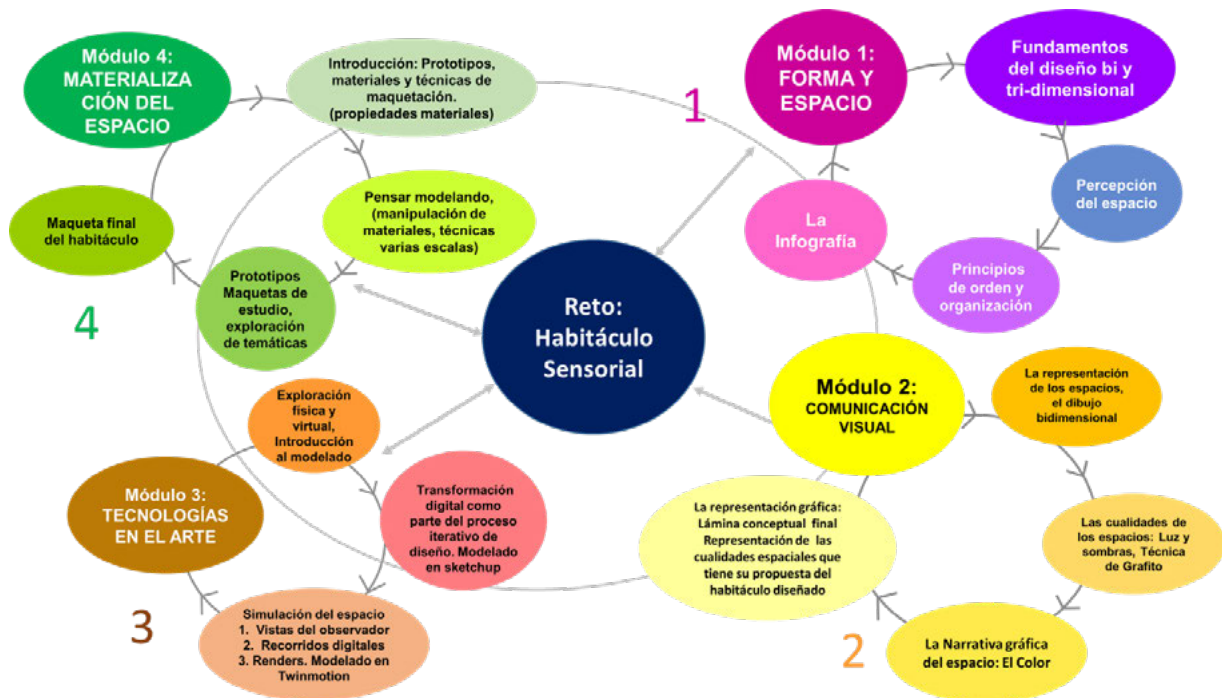 Módulo 1:
FORMA Y
ESPACIO
1
Fundamentos
del diseño bi y
tri-dimensional
Percepción
del espacio
Principios
de orden y
organización
La
Infografía
Módulo 4:
MATERIALIZA
CIÓN DEL
ESPACIO
Introducción: Prototipos,
materiales y técnicas de
maquetación.
(propiedades materiales)
Pensar modelando,
(manipulación de
materiales, técnicas
varias escalas)
Prototipos
Maquetas de
estudio,
exploración
de temáticas
Maqueta final
del habitáculo
4
Reto:
Habitáculo
Sensorial
Módulo 2:
COMUNICACIÓN
VISUAL
La representación
de los espacios,
el dibujo
bidimensional
Las cualidades de
los espacios: Luz y
sombras, Técnica
de Grafito
La Narrativa gráfica
del espacio: El Color
La representación gráfica:
Lámina conceptual final
Representación de las
cualidades espaciales que
tiene su propuesta del
habitáculo diseñado
2
Módulo 3:
TECNOLOGÍAS
EN EL ARTE
Exploración
física y
virtual,
Introducción
al modelado
Transformación
digital como
parte del proceso
iterativo de
diseño. Modelado
en sketchup
Simulación del espacio
1. Vistas del observador
2. Recorridos digitales
3. Renders. Modelado en
Twinmotion
3